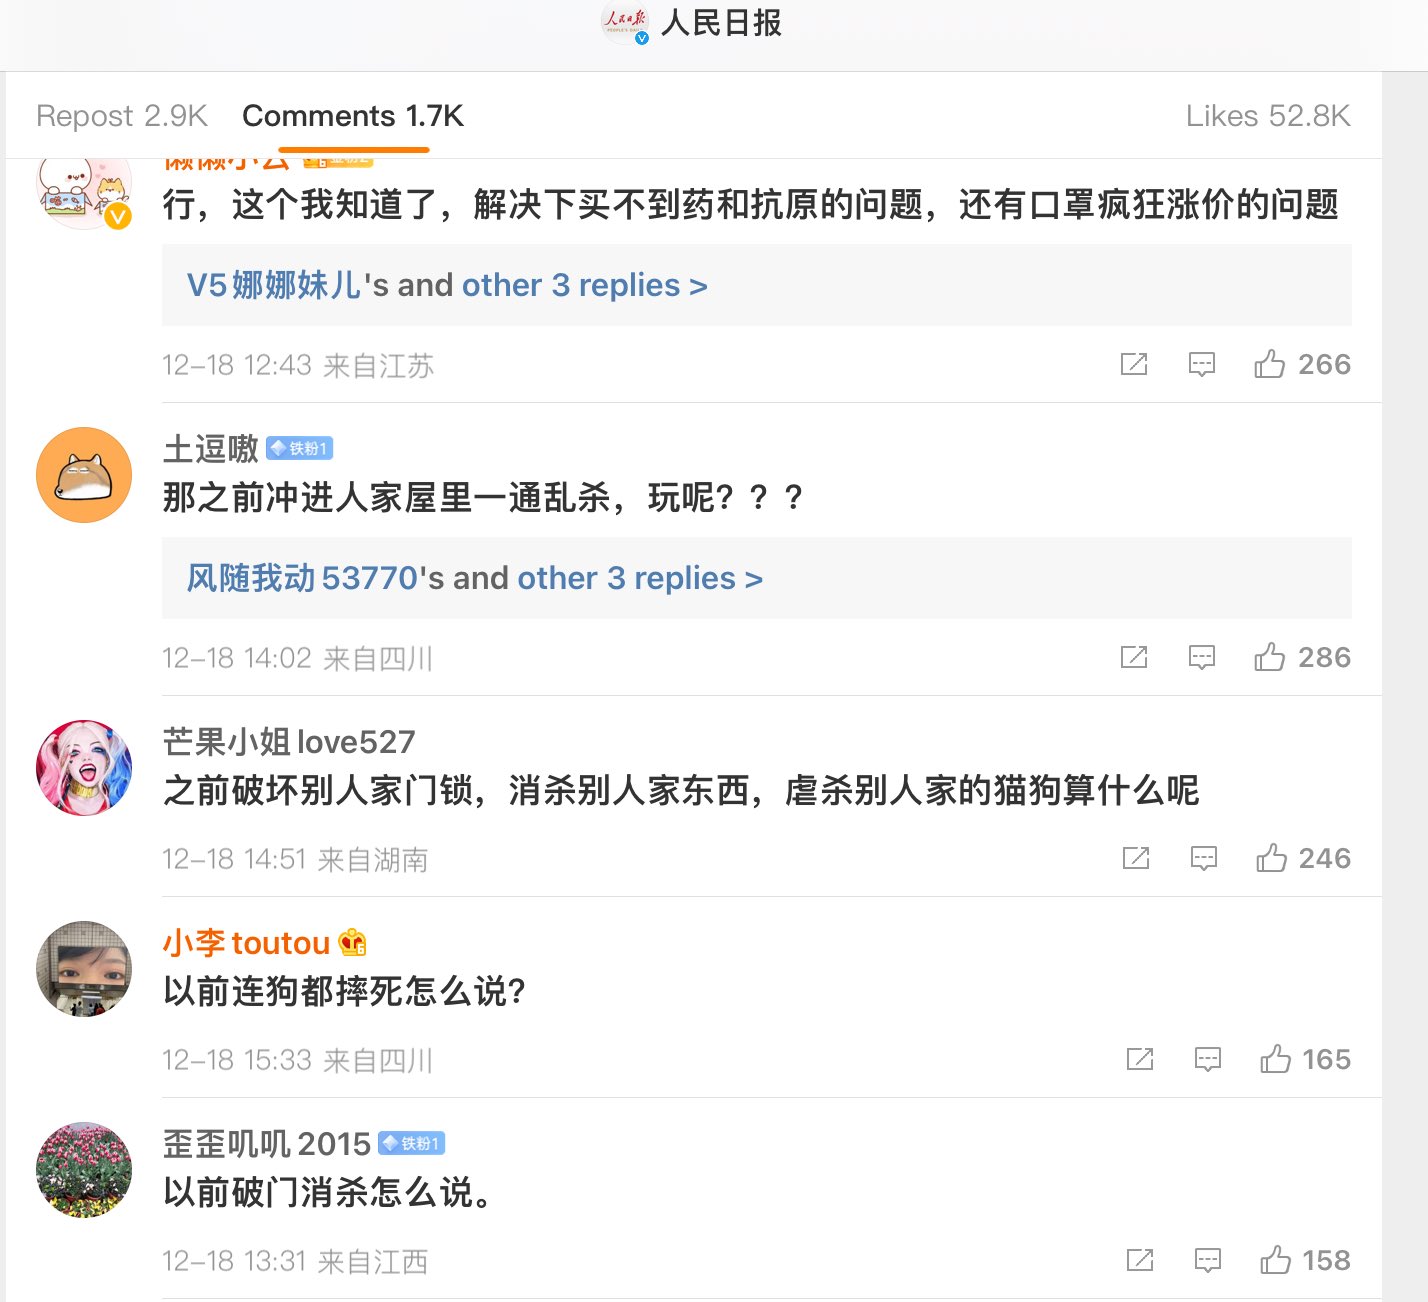 人民日报
Repost 2.9K Comments 1.7K Likes 52.8K
懒懒小云
行，这个我知道了，解决下买不到药和抗原的问题，还有口罩疯狂涨价的问题
V5娜娜妹儿's and other 3 replies >
12-18 12:43 来自江苏 266
土逗嗷 铁粉1
那之前冲进人家屋里一通乱杀，玩呢？？？
风随我动53770's and other 3 replies >
12-18 14:02 来自四川 286
芒果小姐love527
之前破坏别人家门锁，消杀别人家东西，虐杀别人家的猫狗算什么呢
12-18 14:51 来自湖南 246
小李toutou
以前连狗都摔死怎么说?
12-18 15:33 来自四川 165
歪歪叽叽2015 铁粉1
以前破门消杀怎么说。
12-18 13:31 来自江西 158